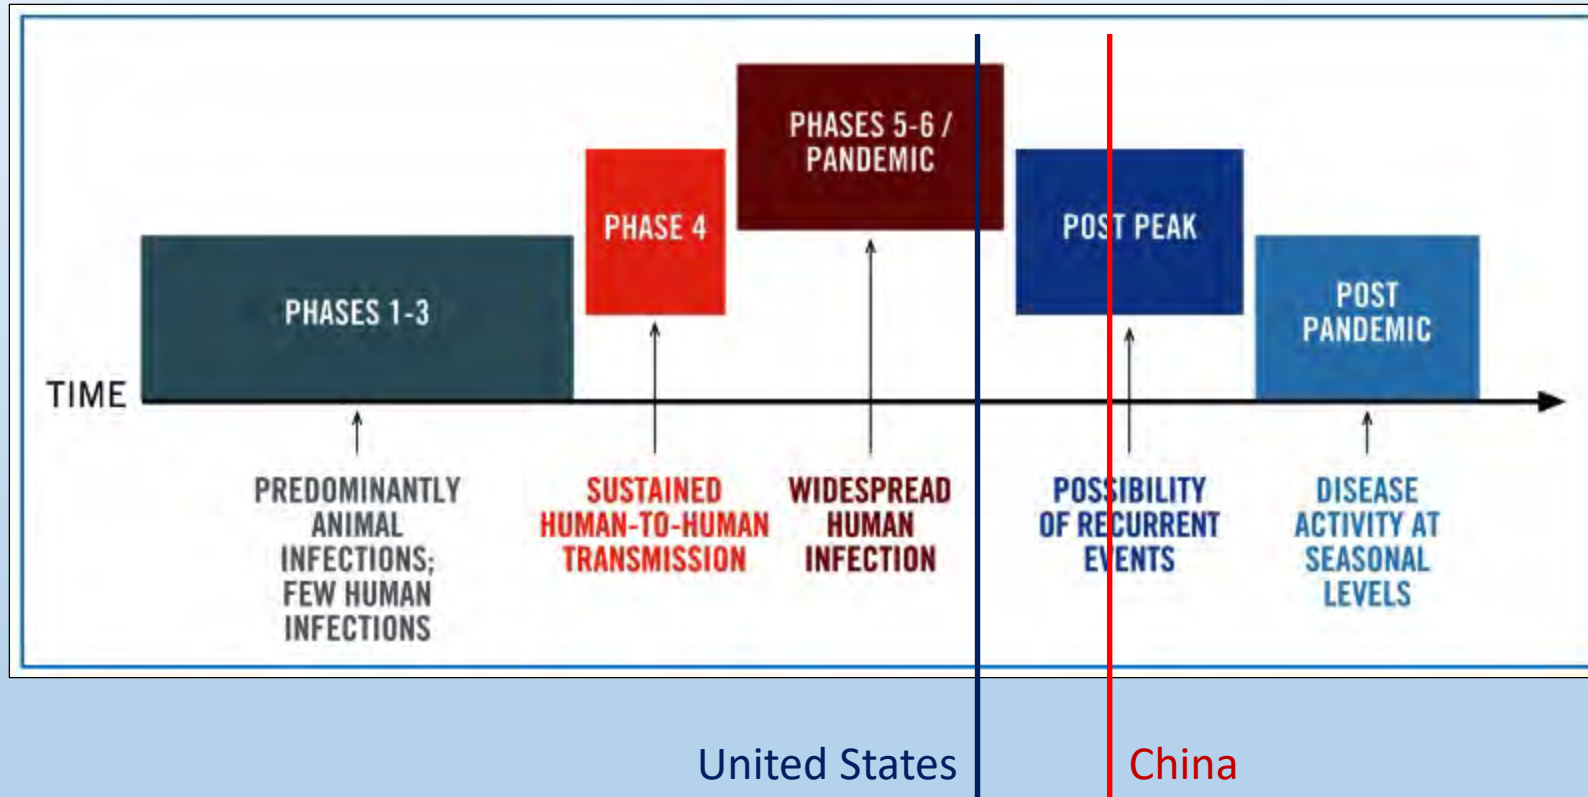 PHASES 1-3
PHASE 4
PHASES 5-6 /
PANDEMIC
POST PEAK
POST
PANDEMIC
TIME
PREDOMINANTLY
ANIMAL
INFECTIONS;
FEW HUMAN
INFECTIONS
SUSTAINED
HUMAN-TO-HUMAN
TRANSMISSION
WIDESPREAD
HUMAN
INFECTION
POSSIBILITY
OF RECURRENT
EVENTS
DISEASE
ACTIVITY AT
SEASONAL
LEVELS
United States
China